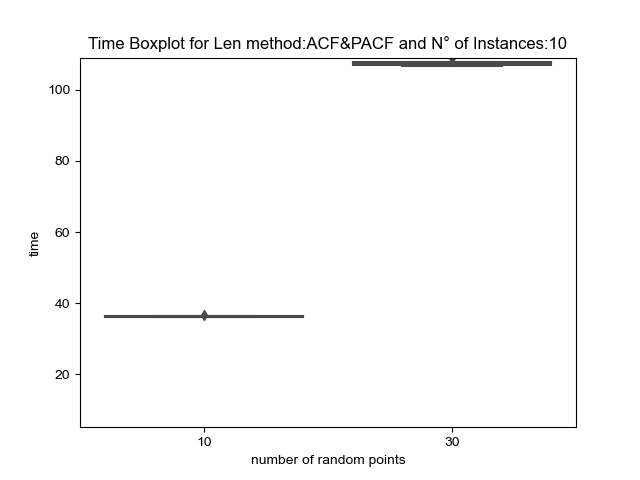 Time Boxplot for Len method:ACF&PACF and N° of Instances:10
100
80
60
40
20
time
10 30
number of random points